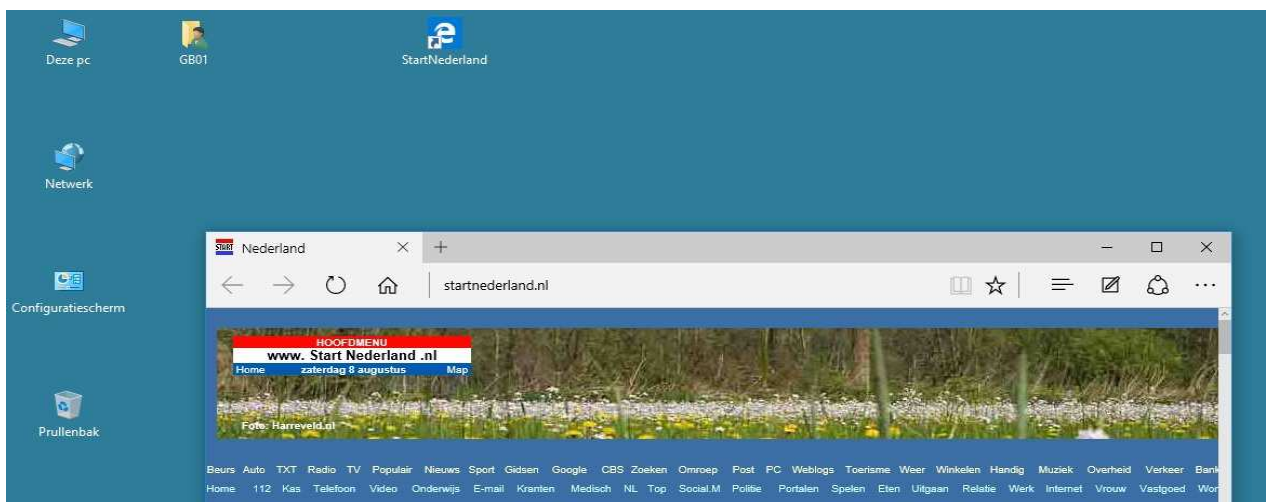 Deze pc
GB01
StartNederland
Netwerk
Configuratiescherm
Prullenbak
START Nederland
startnederland.nl
HOOFDMENU
www. Start Nederland .nl
Home zaterdag 8 augustus Map
Foto: Harreveld.nl
Beurs Auto TXT Radio TV Populair Nieuws Sport Gidsen Google CBS Zoeken Omroep Post PC Weblogs Toerisme Weer Winkelen Handig Muziek Overheid Verkeer Bank
Home 112 Kas Telefoon Video Onderwijs E-mail Kranten Medisch NL Top Social.M Politie Portalen Spelen Eten Uitgaan Relatie Werk Internet Vrouw Vastgoed Wor